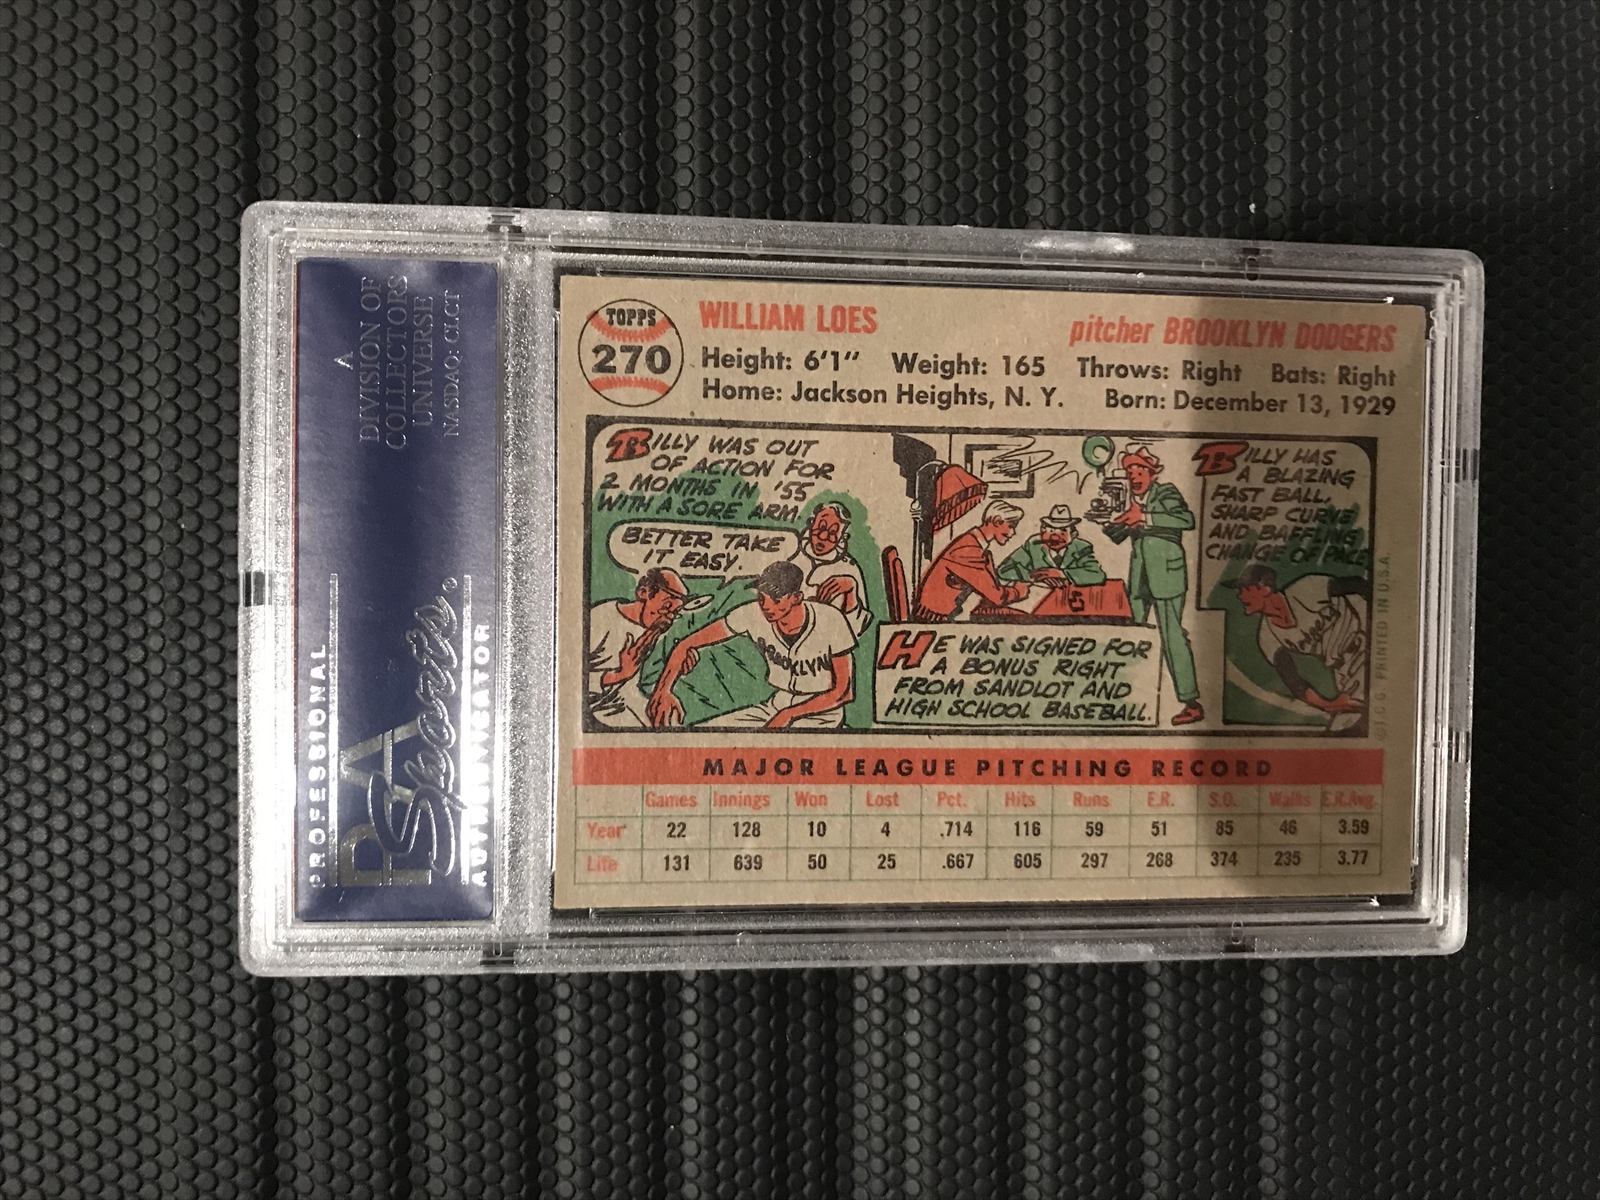 A
DIVISION OF
COLLECTORS
UNIVERSE
NASDAQ: CLCT
PROFESSIONAL
PSA
Sports®
AUTHENTICATOR
TOPPS
270
WILLIAM LOES
pitcher BROOKLYN DODGERS
Height: 6'1" Weight: 165 Throws: Right Bats: Right
Home: Jackson Heights, N. Y. Born: December 13, 1929
BILLY WAS OUT
OF ACTION FOR
2 MONTHS IN '55
WITH A SORE ARM.
BETTER TAKE
IT EASY.
BROOKLYN
HE WAS SIGNED FOR
A BONUS RIGHT
FROM SANDLOT AND
HIGH SCHOOL BASEBALL.
BILLY HAS
A BLAZING
FAST BALL,
SHARP CURVE
AND BAFFLING
CHANGE OF PACE
Dodgers
©T.C.G. PRINTED IN U.S.A.
MAJOR LEAGUE PITCHING RECORD
Games Innings Won Lost Pct. Hits Runs E.R. S.O. Walks E.R.Avg.
Year 22 128 10 4 .714 116 59 51 85 46 3.59
Life 131 639 50 25 .667 605 297 268 374 235 3.77